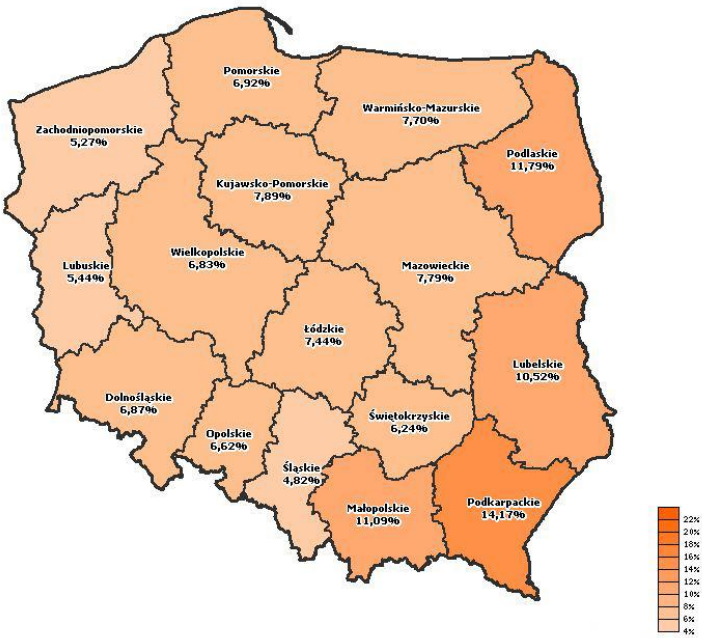 Pomorskie
6,92%
Warmińsko-Mazurskie
7,70%
Zachodniopomorskie
5,27%
Podlaskie
11,79%
Kujawsko-Pomorskie
7,89%
Wielkopolskie
6,83%
Lubuskie
5,44%
Mazowieckie
7,79%
Łódzkie
7,44%
Lubelskie
10,52%
Dolnośląskie
6,87%
Opolskie
6,62%
Świętokrzyskie
6,24%
Śląskie
4,82%
Małopolskie
11,09%
Podkarpackie
14,17%
22%
20%
18%
16%
14%
12%
10%
8%
6%
4%